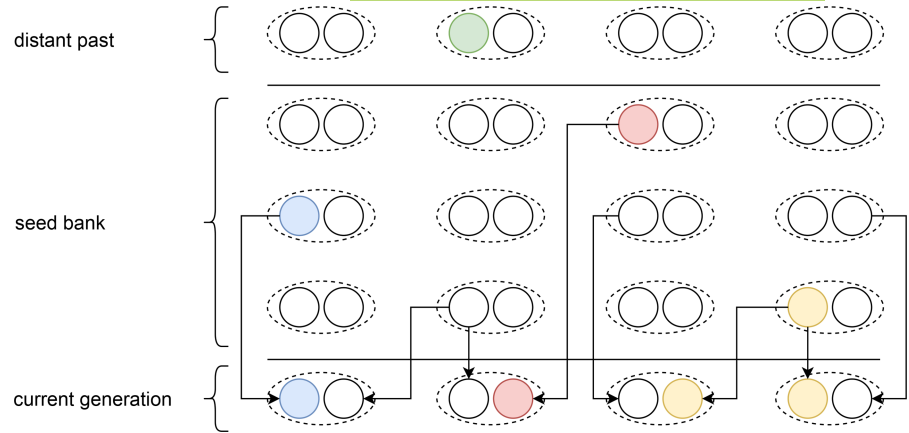 distant past
seed bank
current generation